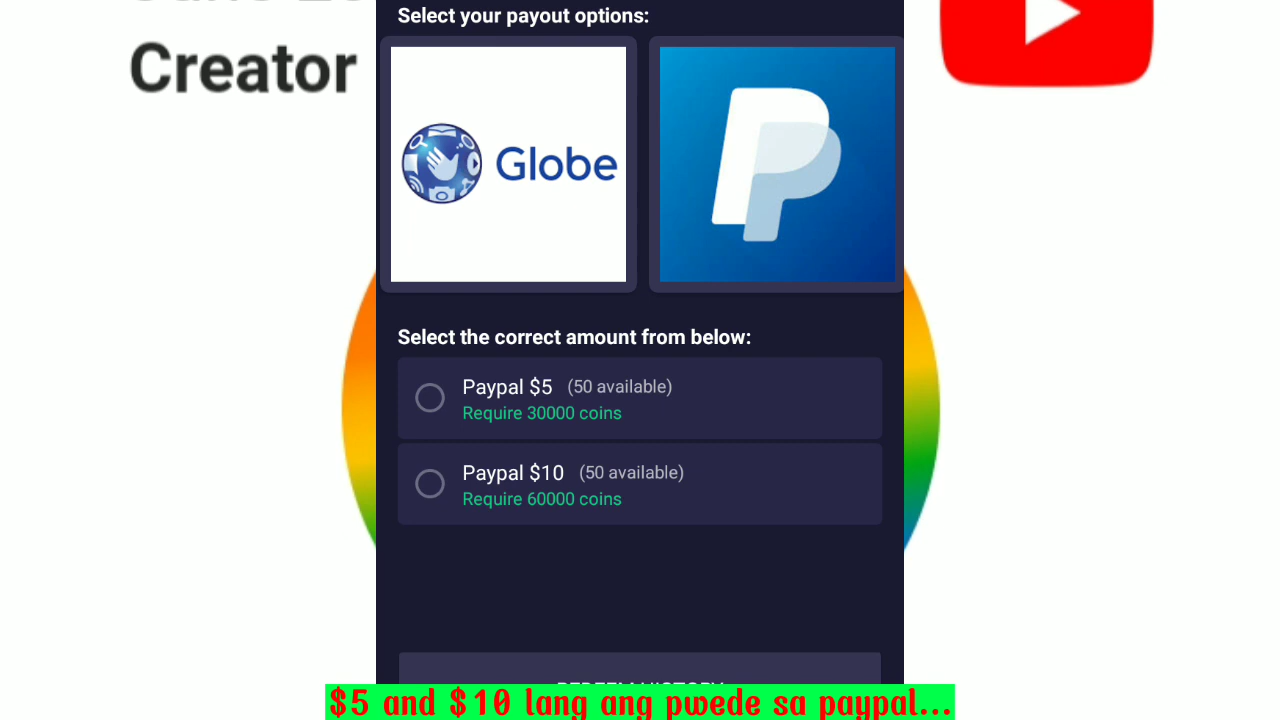 Select your payout options:
Creator
Globe
Select the correct amount from below:
Paypal $5 (50 available)
Require 30000 coins
Paypal $10 (50 available)
Require 60000 coins
$5 and $10 lang ang pwede sa paypal...